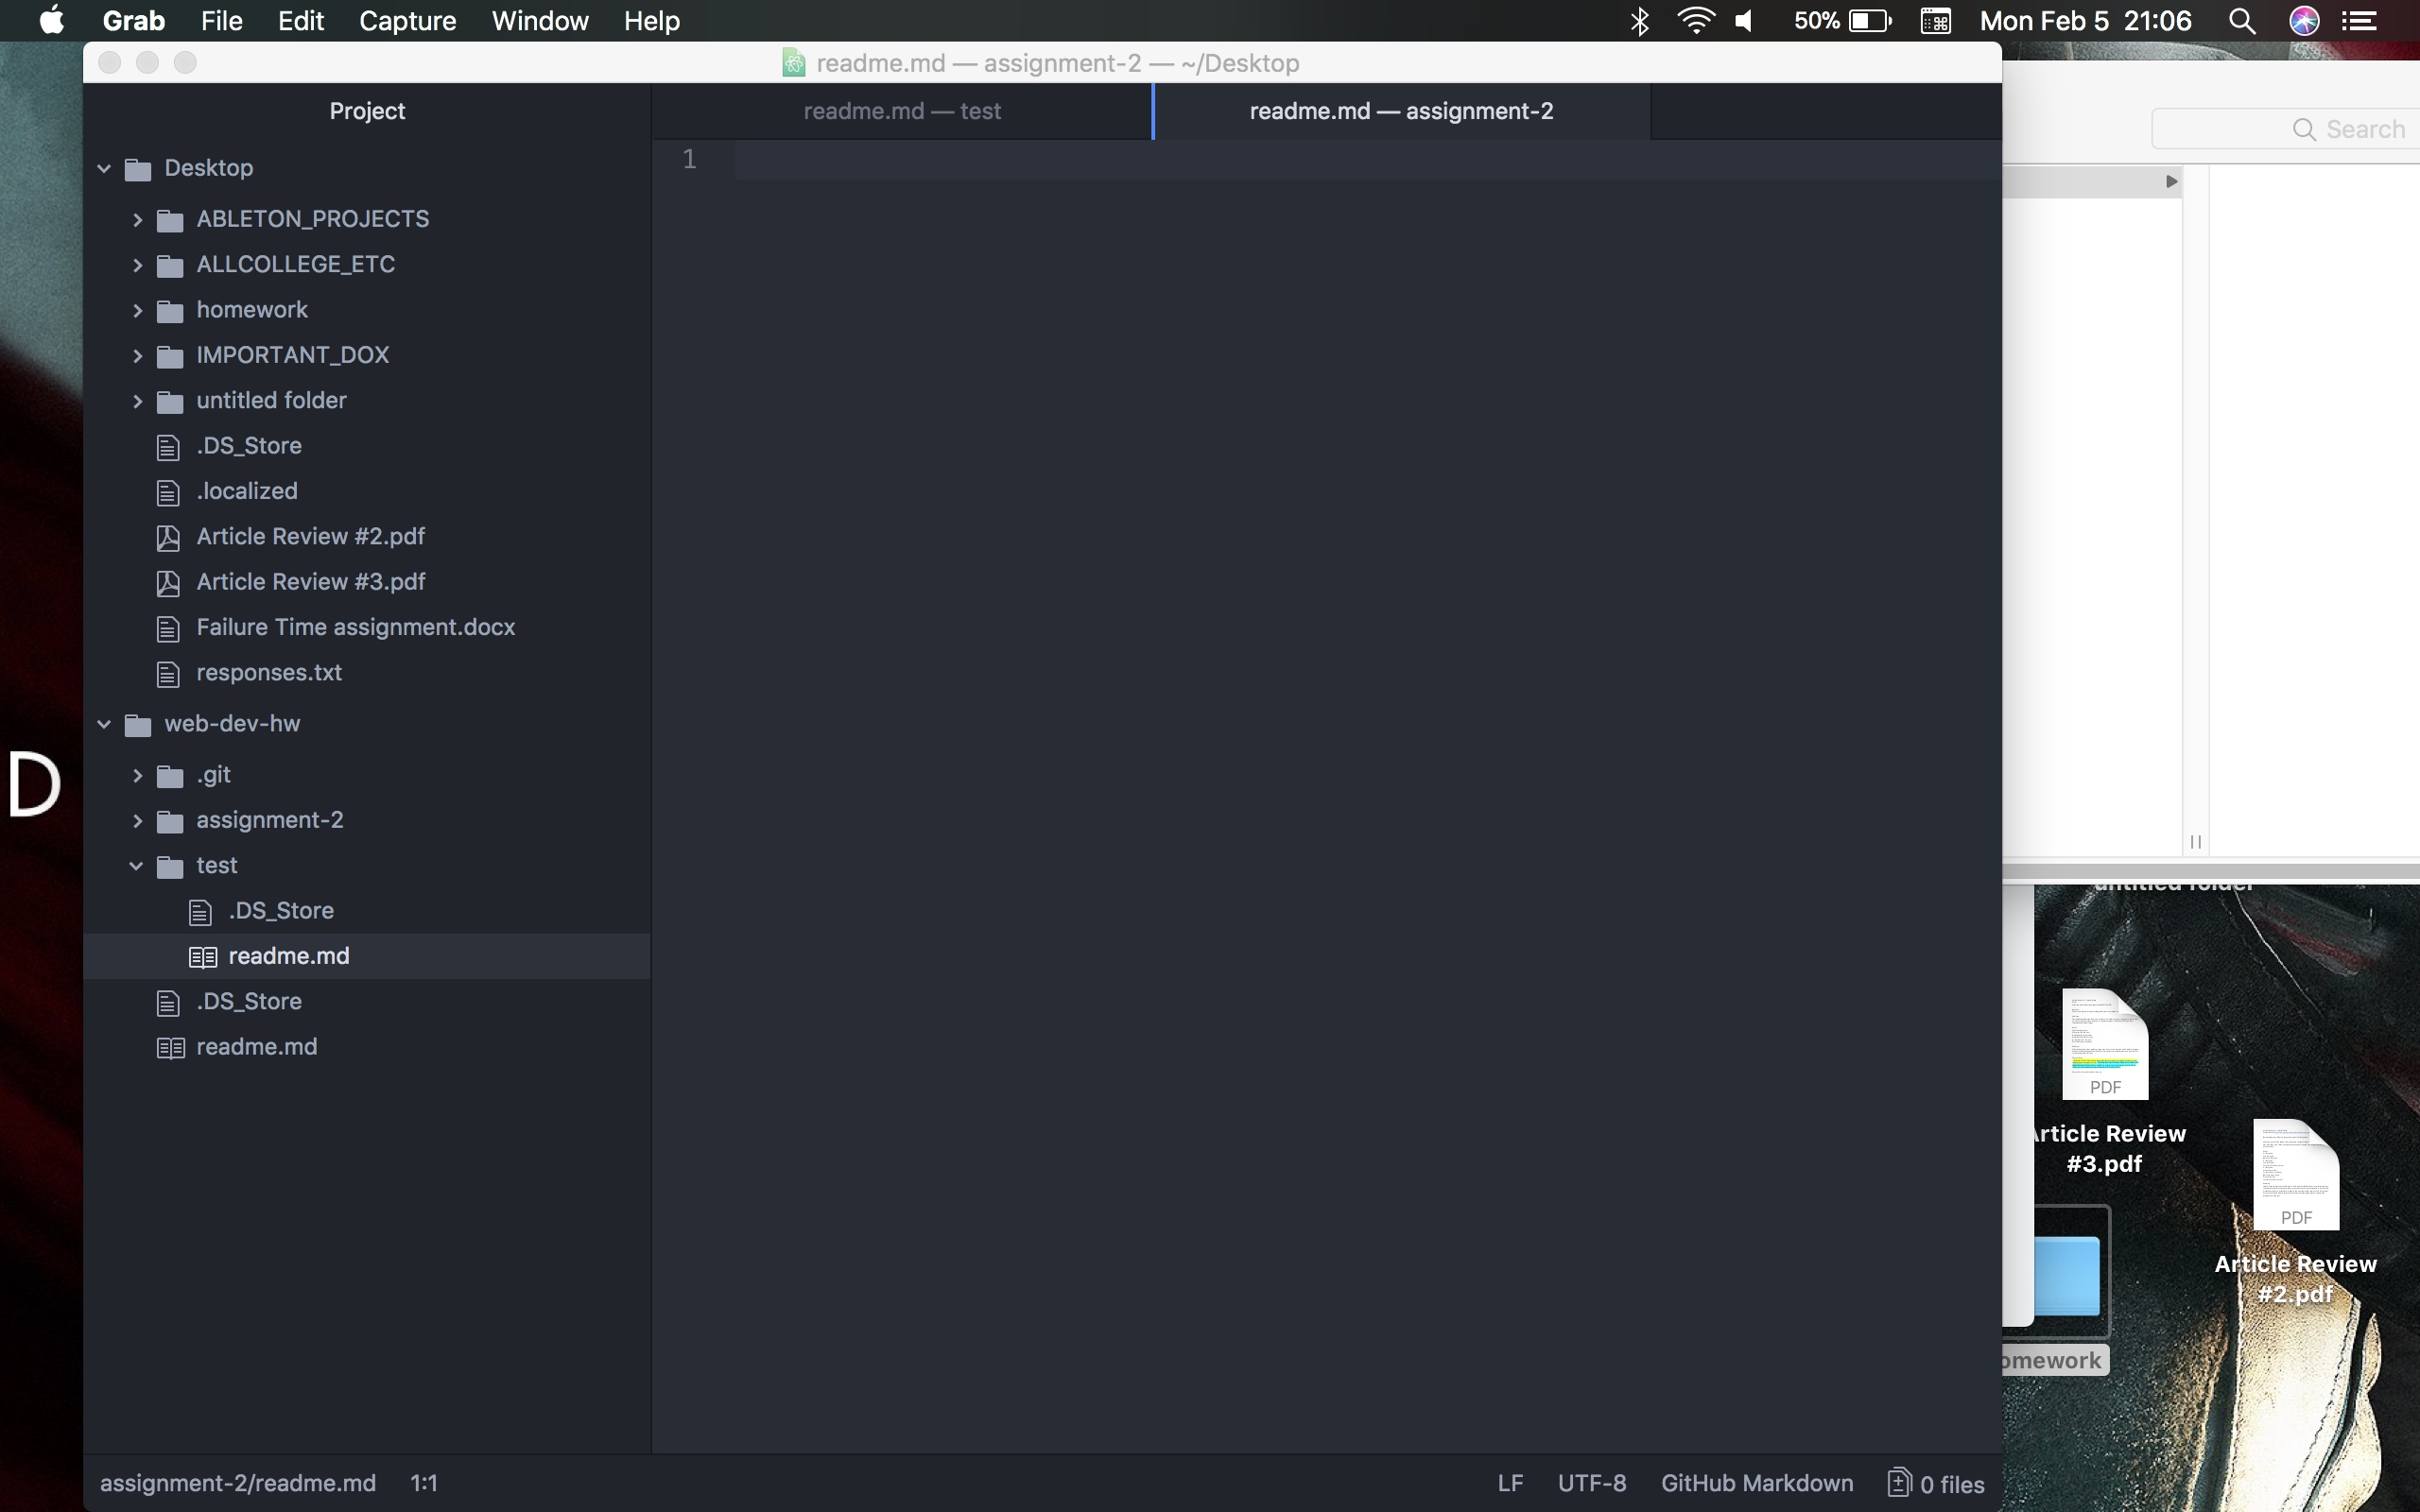 Grab File Edit Capture Window Help 50% Mon Feb 5 21:06
readme.md — assignment-2 — ~/Desktop
Project
readme.md — test
readme.md — assignment-2
Search
1
Desktop
ABLETON_PROJECTS
ALLCOLLEGE_ETC
homework
IMPORTANT_DOX
untitled folder
.DS_Store
.localized
Article Review #2.pdf
Article Review #3.pdf
Failure Time assignment.docx
responses.txt
web-dev-hw
.git
assignment-2
test
.DS_Store
readme.md
.DS_Store
readme.md
D
untitled folder
PDF
Article Review
#3.pdf
PDF
Article Review
#2.pdf
omework
assignment-2/readme.md 1:1 LF UTF-8 GitHub Markdown 0 files